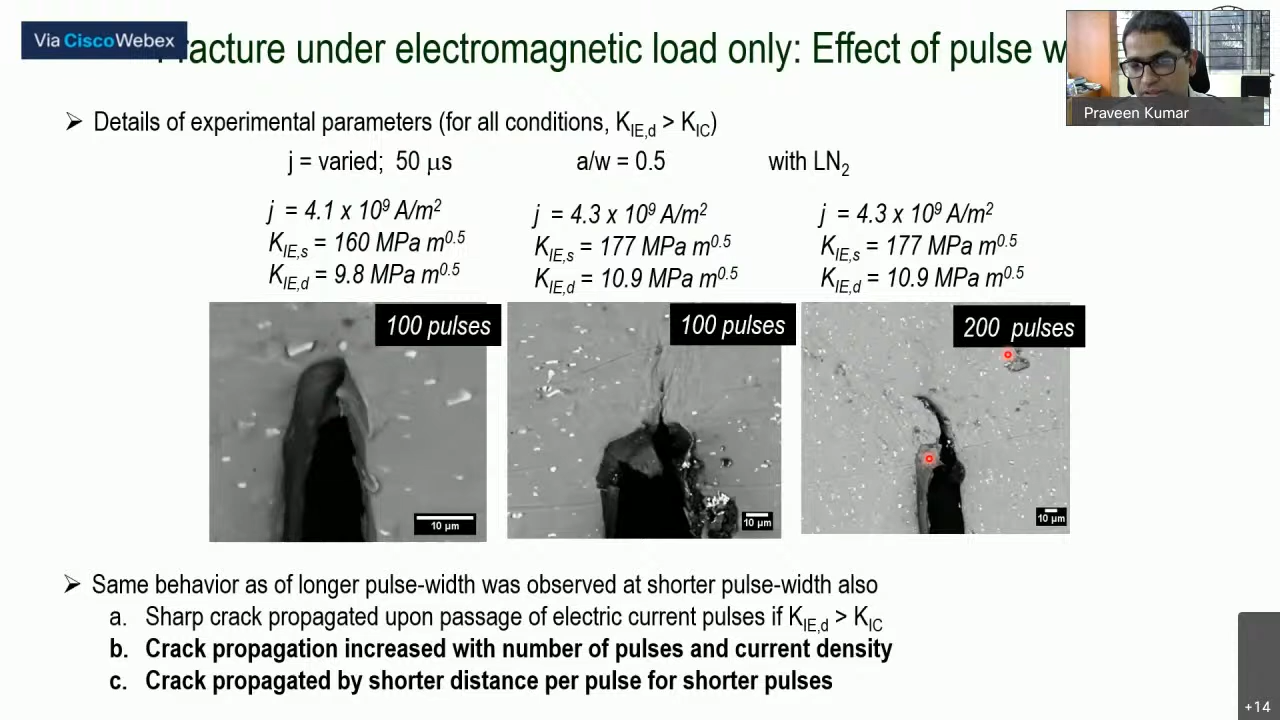 Via Cisco Webex
Fracture under electromagnetic load only: Effect of pulse w
Praveen Kumar
➢ Details of experimental parameters (for all conditions, K_IE,d > K_IC)
j = varied; 50 μs a/w = 0.5 with LN₂
j = 4.1 x 10⁹ A/m² j = 4.3 x 10⁹ A/m² j = 4.3 x 10⁹ A/m²
K_IE,s = 160 MPa m^0.5 K_IE,s = 177 MPa m^0.5 K_IE,s = 177 MPa m^0.5
K_IE,d = 9.8 MPa m^0.5 K_IE,d = 10.9 MPa m^0.5 K_IE,d = 10.9 MPa m^0.5
100 pulses 100 pulses 200 pulses
10 μm 10 μm 10 μm
➢ Same behavior as of longer pulse-width was observed at shorter pulse-width also
a. Sharp crack propagated upon passage of electric current pulses if K_IE,d > K_IC
b. Crack propagation increased with number of pulses and current density
c. Crack propagated by shorter distance per pulse for shorter pulses
+14